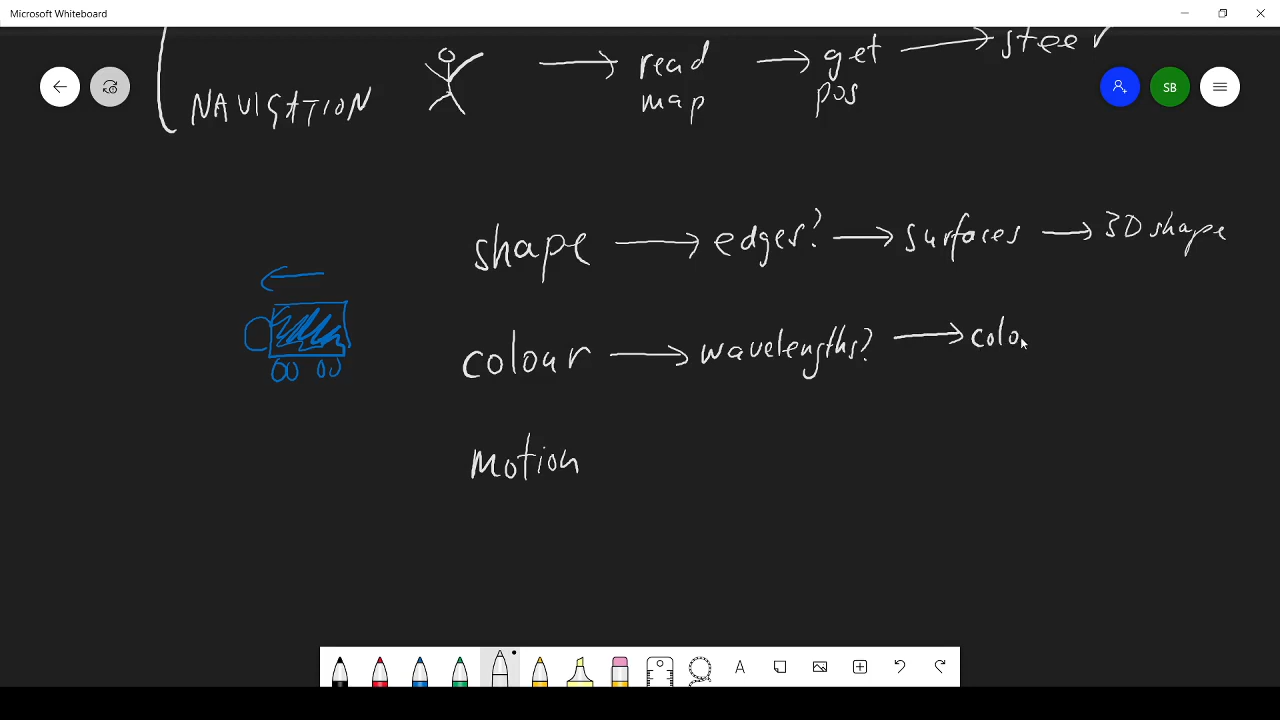 Microsoft Whiteboard
NAVIGATION → read map → get pos → steer
SB
shape → edges? → surfaces → 3D shape
colour → wavelengths? → colo
motion
A